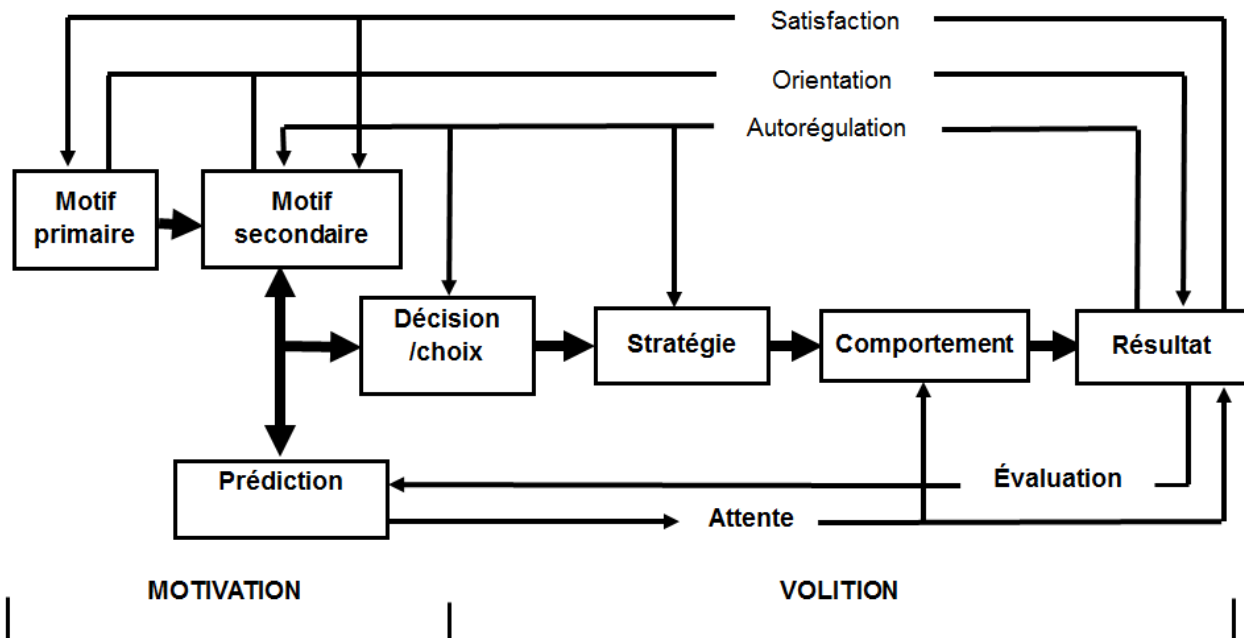 Satisfaction
Orientation
Autorégulation
Motif
primaire
Motif
secondaire
Décision
/choix
Stratégie
Comportement
Résultat
Prédiction
Évaluation
Attente
MOTIVATION
VOLITION